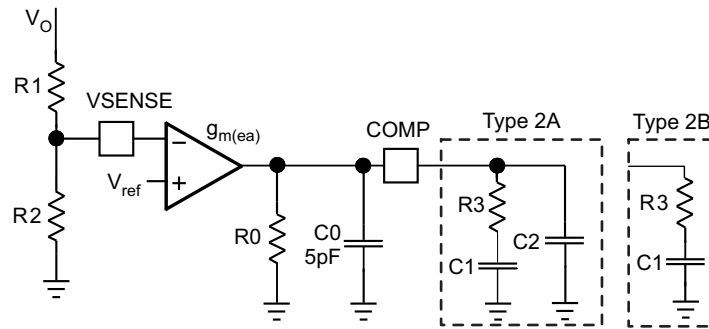 V_O
R1
VSENSE
g_m(ea)
COMP
Type 2A
Type 2B
V_ref
R2
R0
C0
5pF
R3
C1
C2
R3
C1
−
+